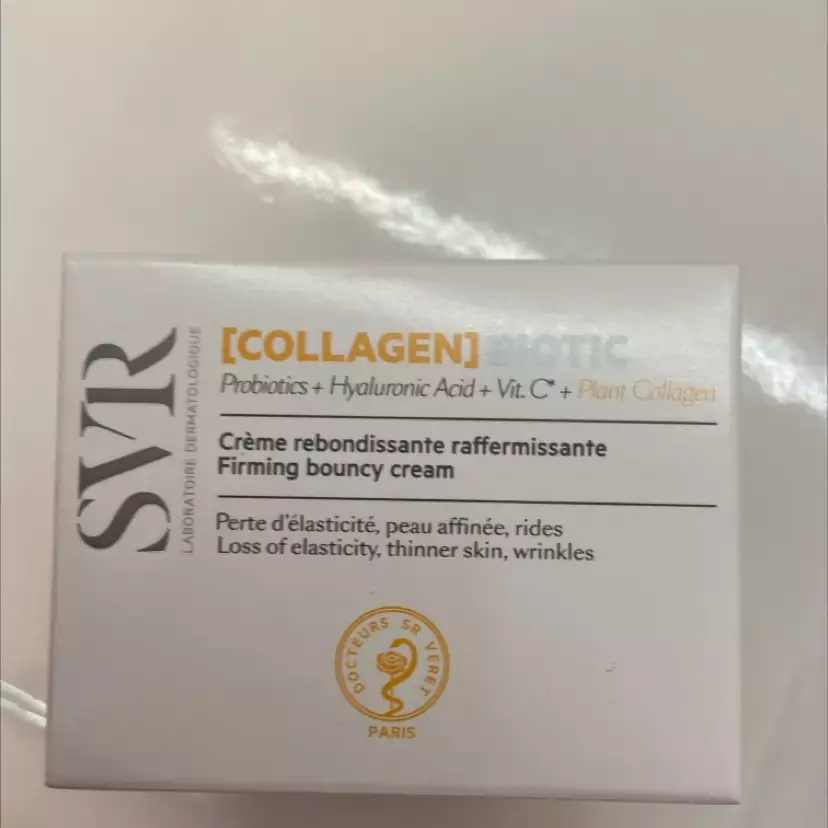 SVR
LABORATOIRE DERMATOLOGIQUE
[COLLAGEN] BIOTIC
Probiotics + Hyaluronic Acid + Vit. C* + Plant Collagen
Crème rebondissante raffermissante
Firming bouncy cream
Perte d'élasticité, peau affinée, rides
Loss of elasticity, thinner skin, wrinkles
DOCTEURS SR VERET
PARIS